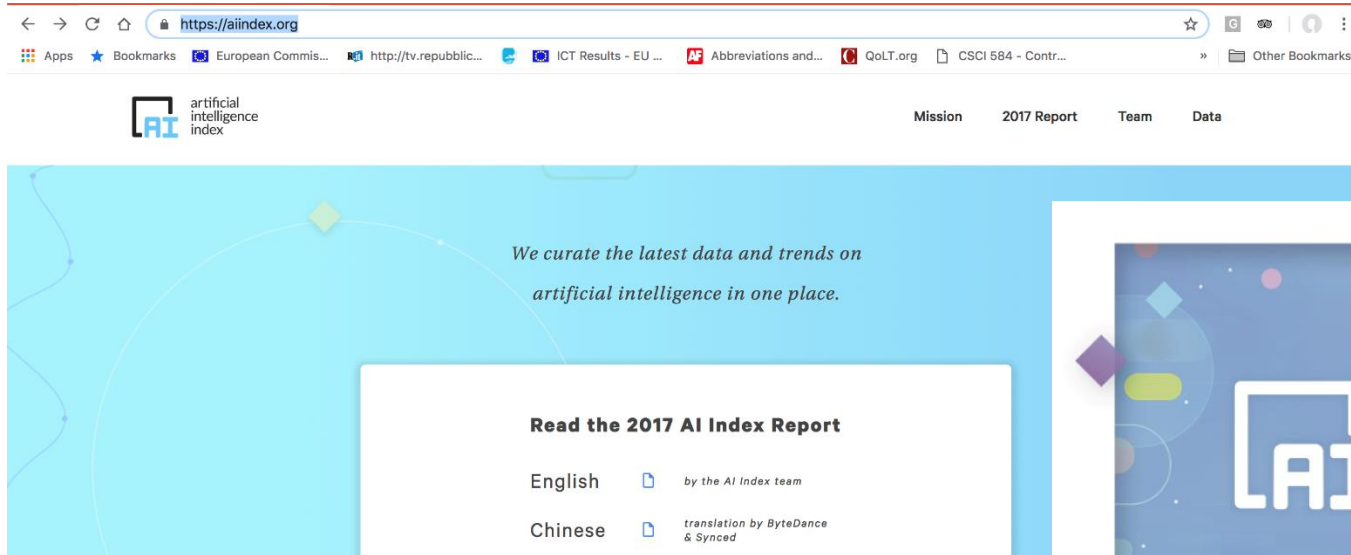 https://aiindex.org
G
Apps Bookmarks European Commis... http://tv.repubblic... ICT Results - EU ... AF Abbreviations and... C QoLT.org CSCI 584 - Contr... » Other Bookmarks
AI artificial
intelligence
index
Mission 2017 Report Team Data
We curate the latest data and trends on
artificial intelligence in one place.
Read the 2017 AI Index Report
English by the AI Index team
Chinese translation by ByteDance
& Synced
AI